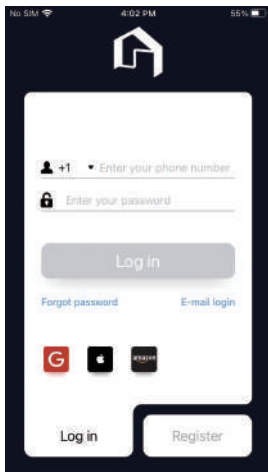 No SIM 4:02 PM 55%
+1 Enter your phone number
Enter your password
Log in
Forgot password E-mail login
G amazon
Log in Register